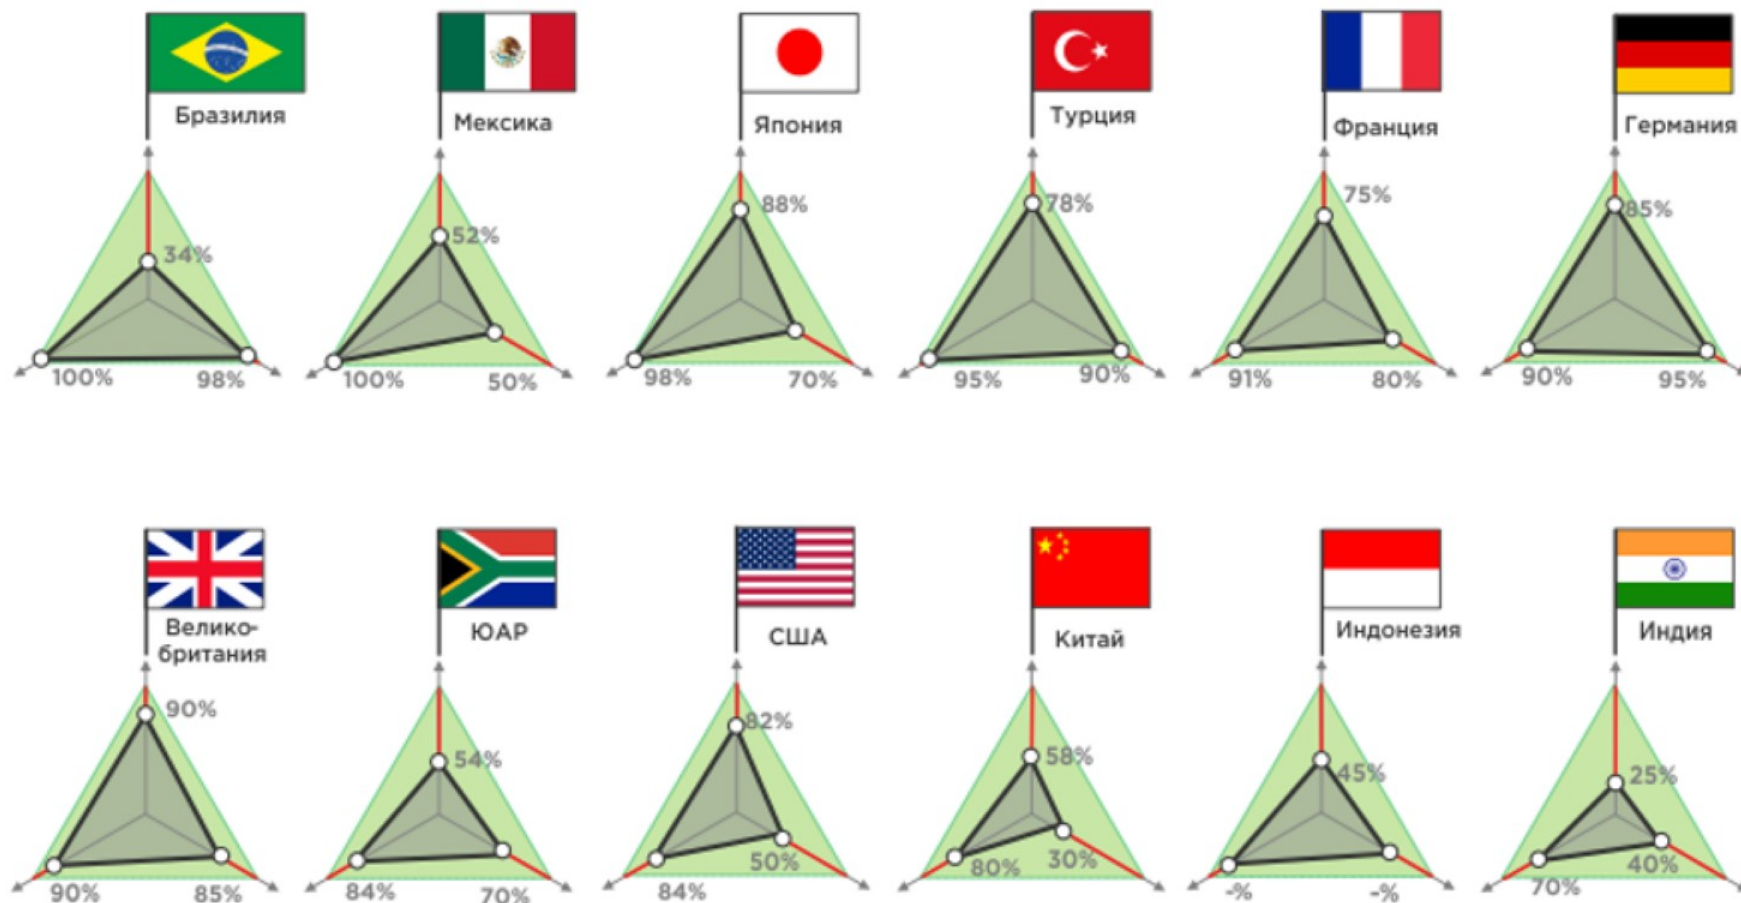 Бразилия
Мексика
Япония
Турция
Франция
Германия
34%
100%
98%
52%
100%
50%
88%
98%
70%
78%
95%
90%
75%
91%
80%
85%
90%
95%
Велико-
британия
ЮАР
США
Китай
Индонезия
Индия
90%
90%
85%
54%
84%
70%
82%
84%
50%
58%
80%
30%
45%
-%
-%
25%
70%
40%